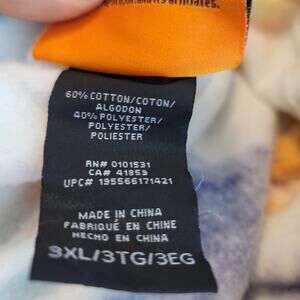 60% COTTON/COTON/
ALGODON
40% POLYESTER/
POLYESTER/
POLIESTER
RN# 0101531
CA# 41859
UPC# 195566171421
MADE IN CHINA
FABRIQUÉ EN CHINE
HECHO EN CHINA
3XL/3TG/3EG